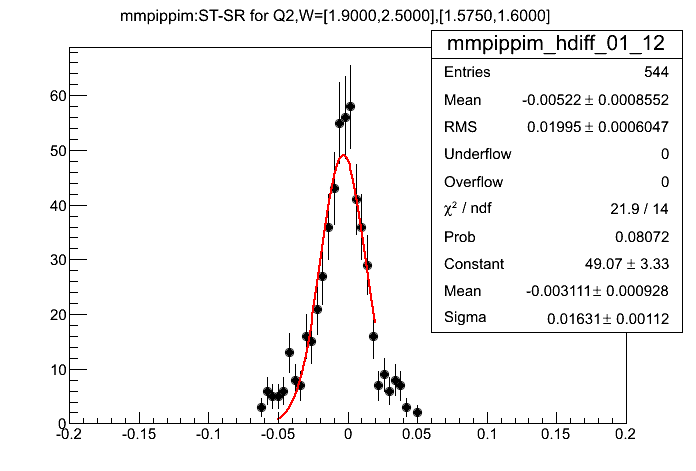 mmpippim:ST-SR for Q2,W=[1.9000,2.5000],[1.5750,1.6000]
mmpippim_hdiff_01_12
Entries 544
Mean -0.00522 ± 0.0008552
RMS 0.01995 ± 0.0006047
Underflow 0
Overflow 0
χ² / ndf 21.9 / 14
Prob 0.08072
Constant 49.07 ± 3.33
Mean -0.003111 ± 0.000928
Sigma 0.01631 ± 0.00112
60
50
40
30
20
10
0
-0.2 -0.15 -0.1 -0.05 0 0.05 0.1 0.15 0.2